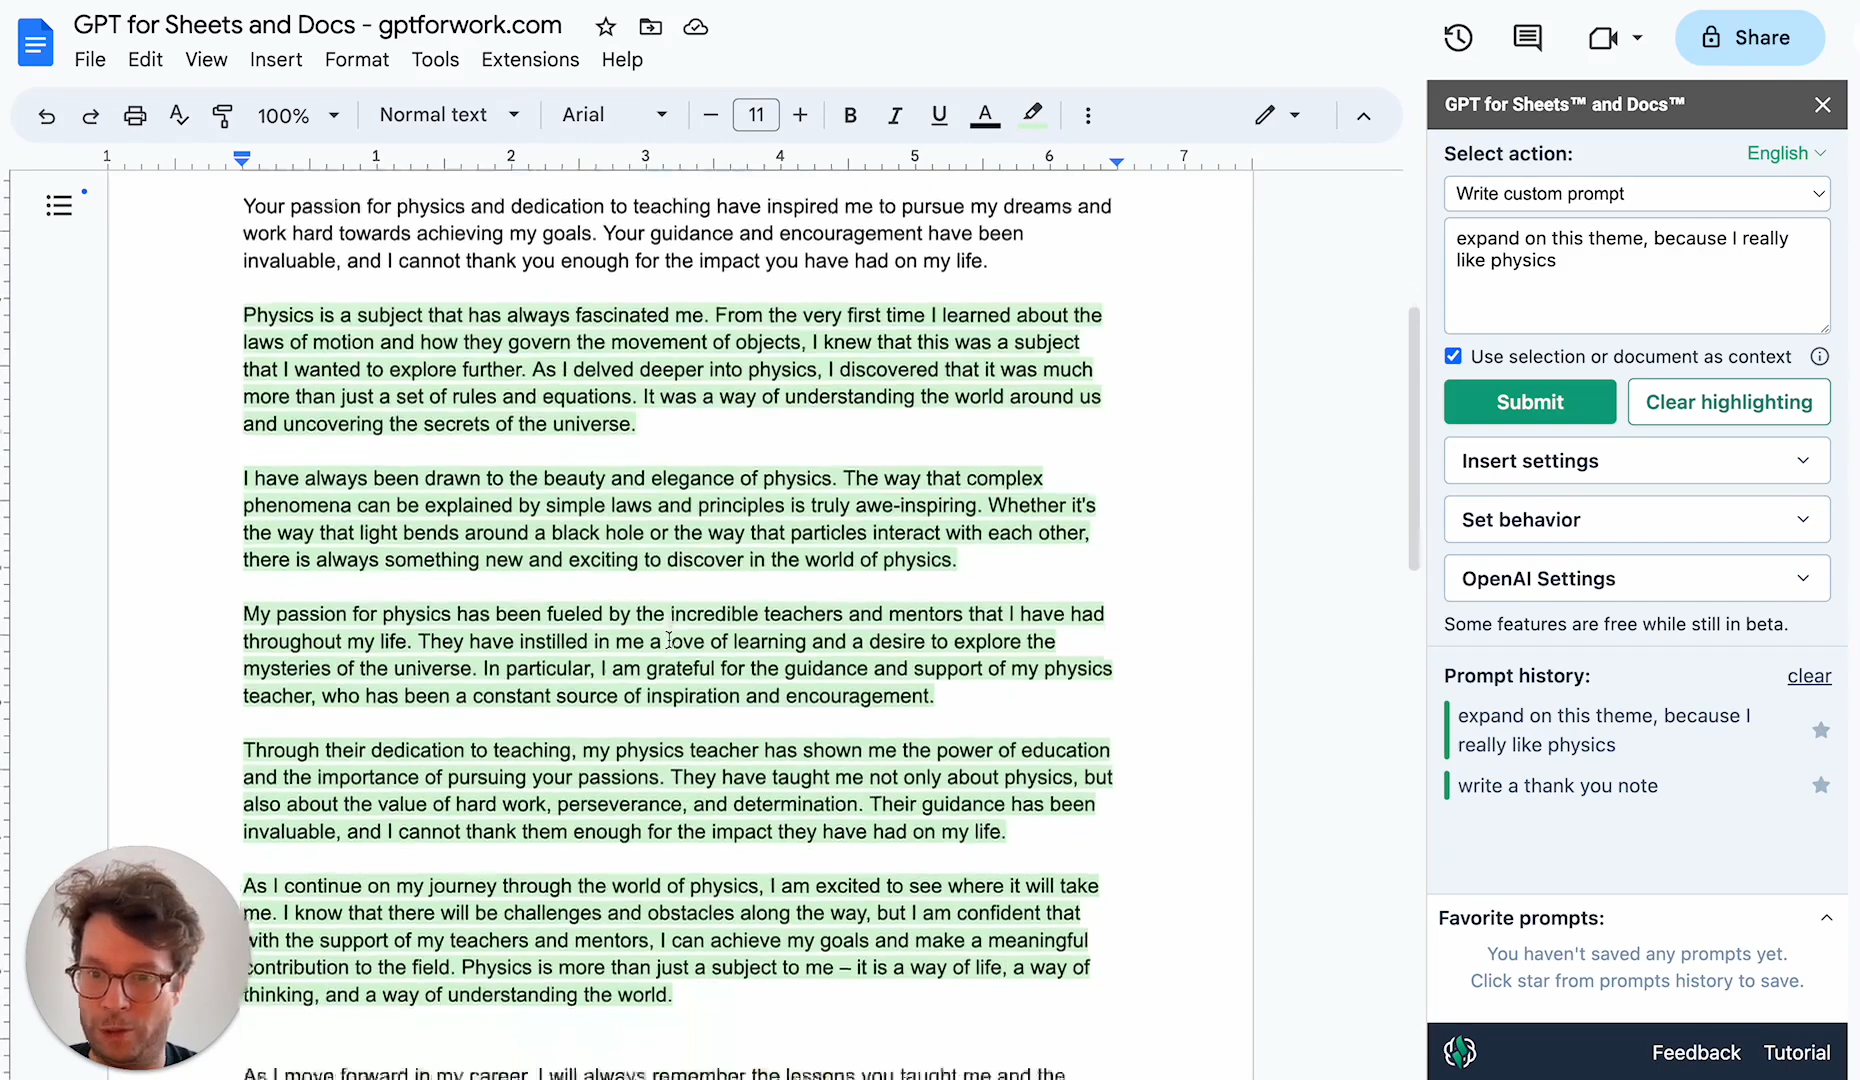 GPT for Sheets and Docs - gptforwork.com
File Edit View Insert Format Tools Extensions Help
Share
100% Normal text Arial 11
1 1 2 3 4 5 6 7
Your passion for physics and dedication to teaching have inspired me to pursue my dreams and
work hard towards achieving my goals. Your guidance and encouragement have been
invaluable, and I cannot thank you enough for the impact you have had on my life.
Physics is a subject that has always fascinated me. From the very first time I learned about the
laws of motion and how they govern the movement of objects, I knew that this was a subject
that I wanted to explore further. As I delved deeper into physics, I discovered that it was much
more than just a set of rules and equations. It was a way of understanding the world around us
and uncovering the secrets of the universe.
I have always been drawn to the beauty and elegance of physics. The way that complex
phenomena can be explained by simple laws and principles is truly awe-inspiring. Whether it's
the way that light bends around a black hole or the way that particles interact with each other,
there is always something new and exciting to discover in the world of physics.
My passion for physics has been fueled by the incredible teachers and mentors that I have had
throughout my life. They have instilled in me a love of learning and a desire to explore the
mysteries of the universe. In particular, I am grateful for the guidance and support of my physics
teacher, who has been a constant source of inspiration and encouragement.
Through their dedication to teaching, my physics teacher has shown me the power of education
and the importance of pursuing your passions. They have taught me not only about physics, but
also about the value of hard work, perseverance, and determination. Their guidance has been
invaluable, and I cannot thank them enough for the impact they have had on my life.
As I continue on my journey through the world of physics, I am excited to see where it will take
me. I know that there will be challenges and obstacles along the way, but I am confident that
with the support of my teachers and mentors, I can achieve my goals and make a meaningful
contribution to the field. Physics is more than just a subject to me – it is a way of life, a way of
thinking, and a way of understanding the world.
As I move forward in my career, I will always remember the lessons you taught me and the
GPT for Sheets™ and Docs™
Select action: English
Write custom prompt
expand on this theme, because I really
like physics
Use selection or document as context
Submit Clear highlighting
Insert settings
Set behavior
OpenAI Settings
Some features are free while still in beta.
Prompt history: clear
expand on this theme, because I
really like physics
write a thank you note
Favorite prompts:
You haven't saved any prompts yet.
Click star from prompts history to save.
Feedback Tutorial